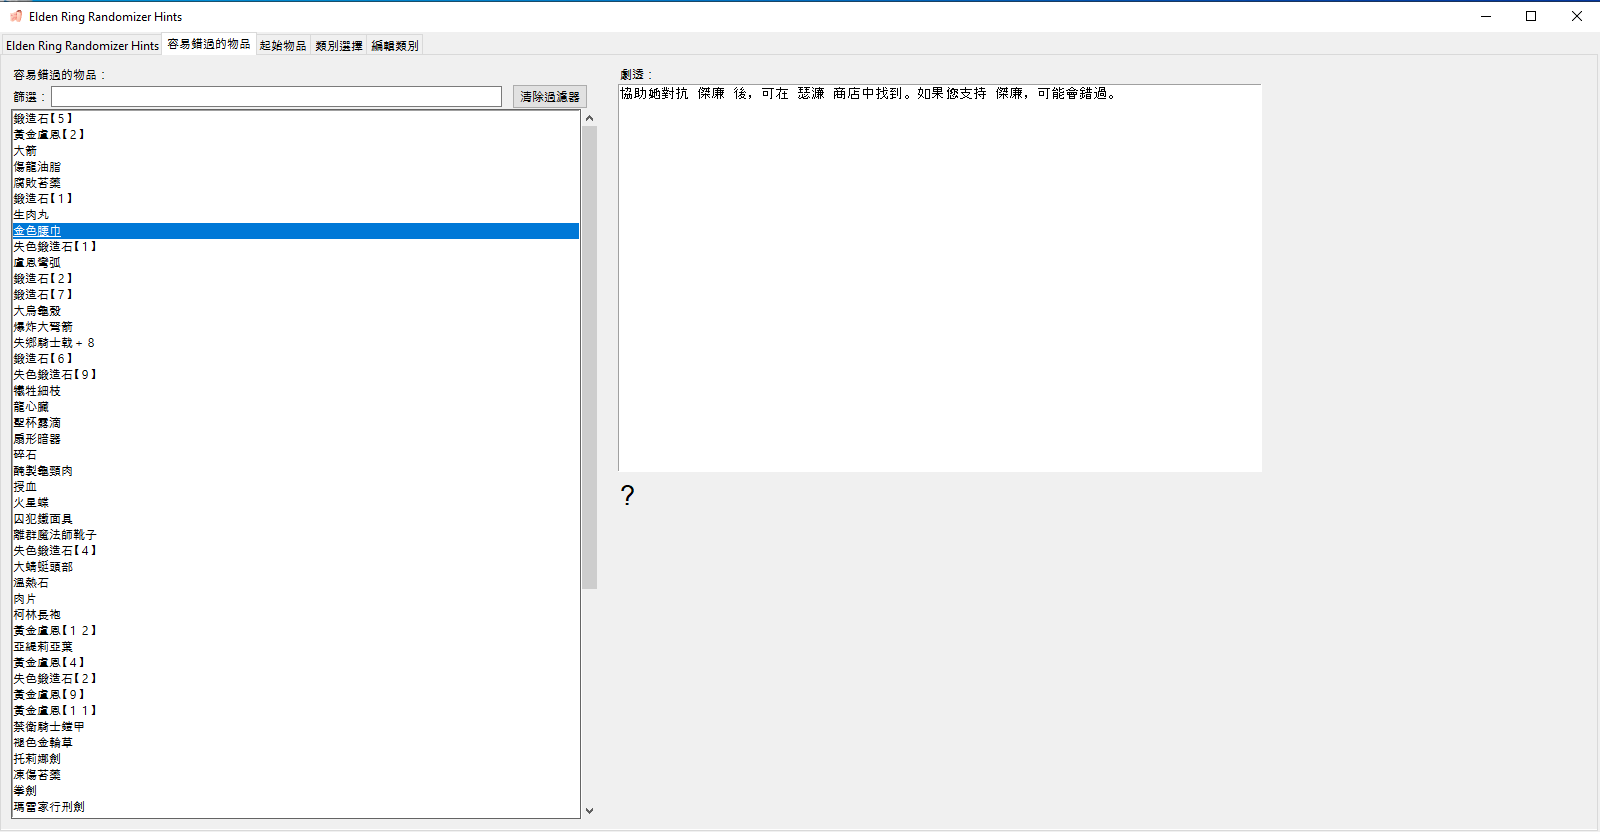 Elden Ring Randomizer Hints
Elden Ring Randomizer Hints 容易錯過的物品 起始物品 類別選擇 編輯類別
容易錯過的物品：
篩選： 清除過濾器
鍛造石【5】
黃金盧恩【2】
大箭
傷龍油脂
腐敗苔藥
鍛造石【1】
生肉丸
金色腰巾
失色鍛造石【1】
盧恩彎弧
鍛造石【2】
鍛造石【7】
大烏龜殼
爆炸大弩箭
失鄉騎士戟＋８
鍛造石【6】
失色鍛造石【9】
犧牲細枝
龍心臟
聖杯露滴
扇形暗器
碎石
醃製龜頸肉
授血
火星蝶
囚犯鐵面具
離群魔法師靴子
失色鍛造石【4】
大蜻蜓頭部
溫熱石
肉片
柯林長袍
黃金盧恩【12】
亞緹莉亞葉
黃金盧恩【4】
失色鍛造石【2】
黃金盧恩【9】
黃金盧恩【11】
禁衛騎士鎧甲
褪色金輪草
托莉娜劍
凍傷苔藥
拳劍
瑪雷家行刑劍
劇透：
協助她對抗 傑廉 後，可在 瑟濂 商店中找到。如果您支持 傑廉，可能會錯過。
?